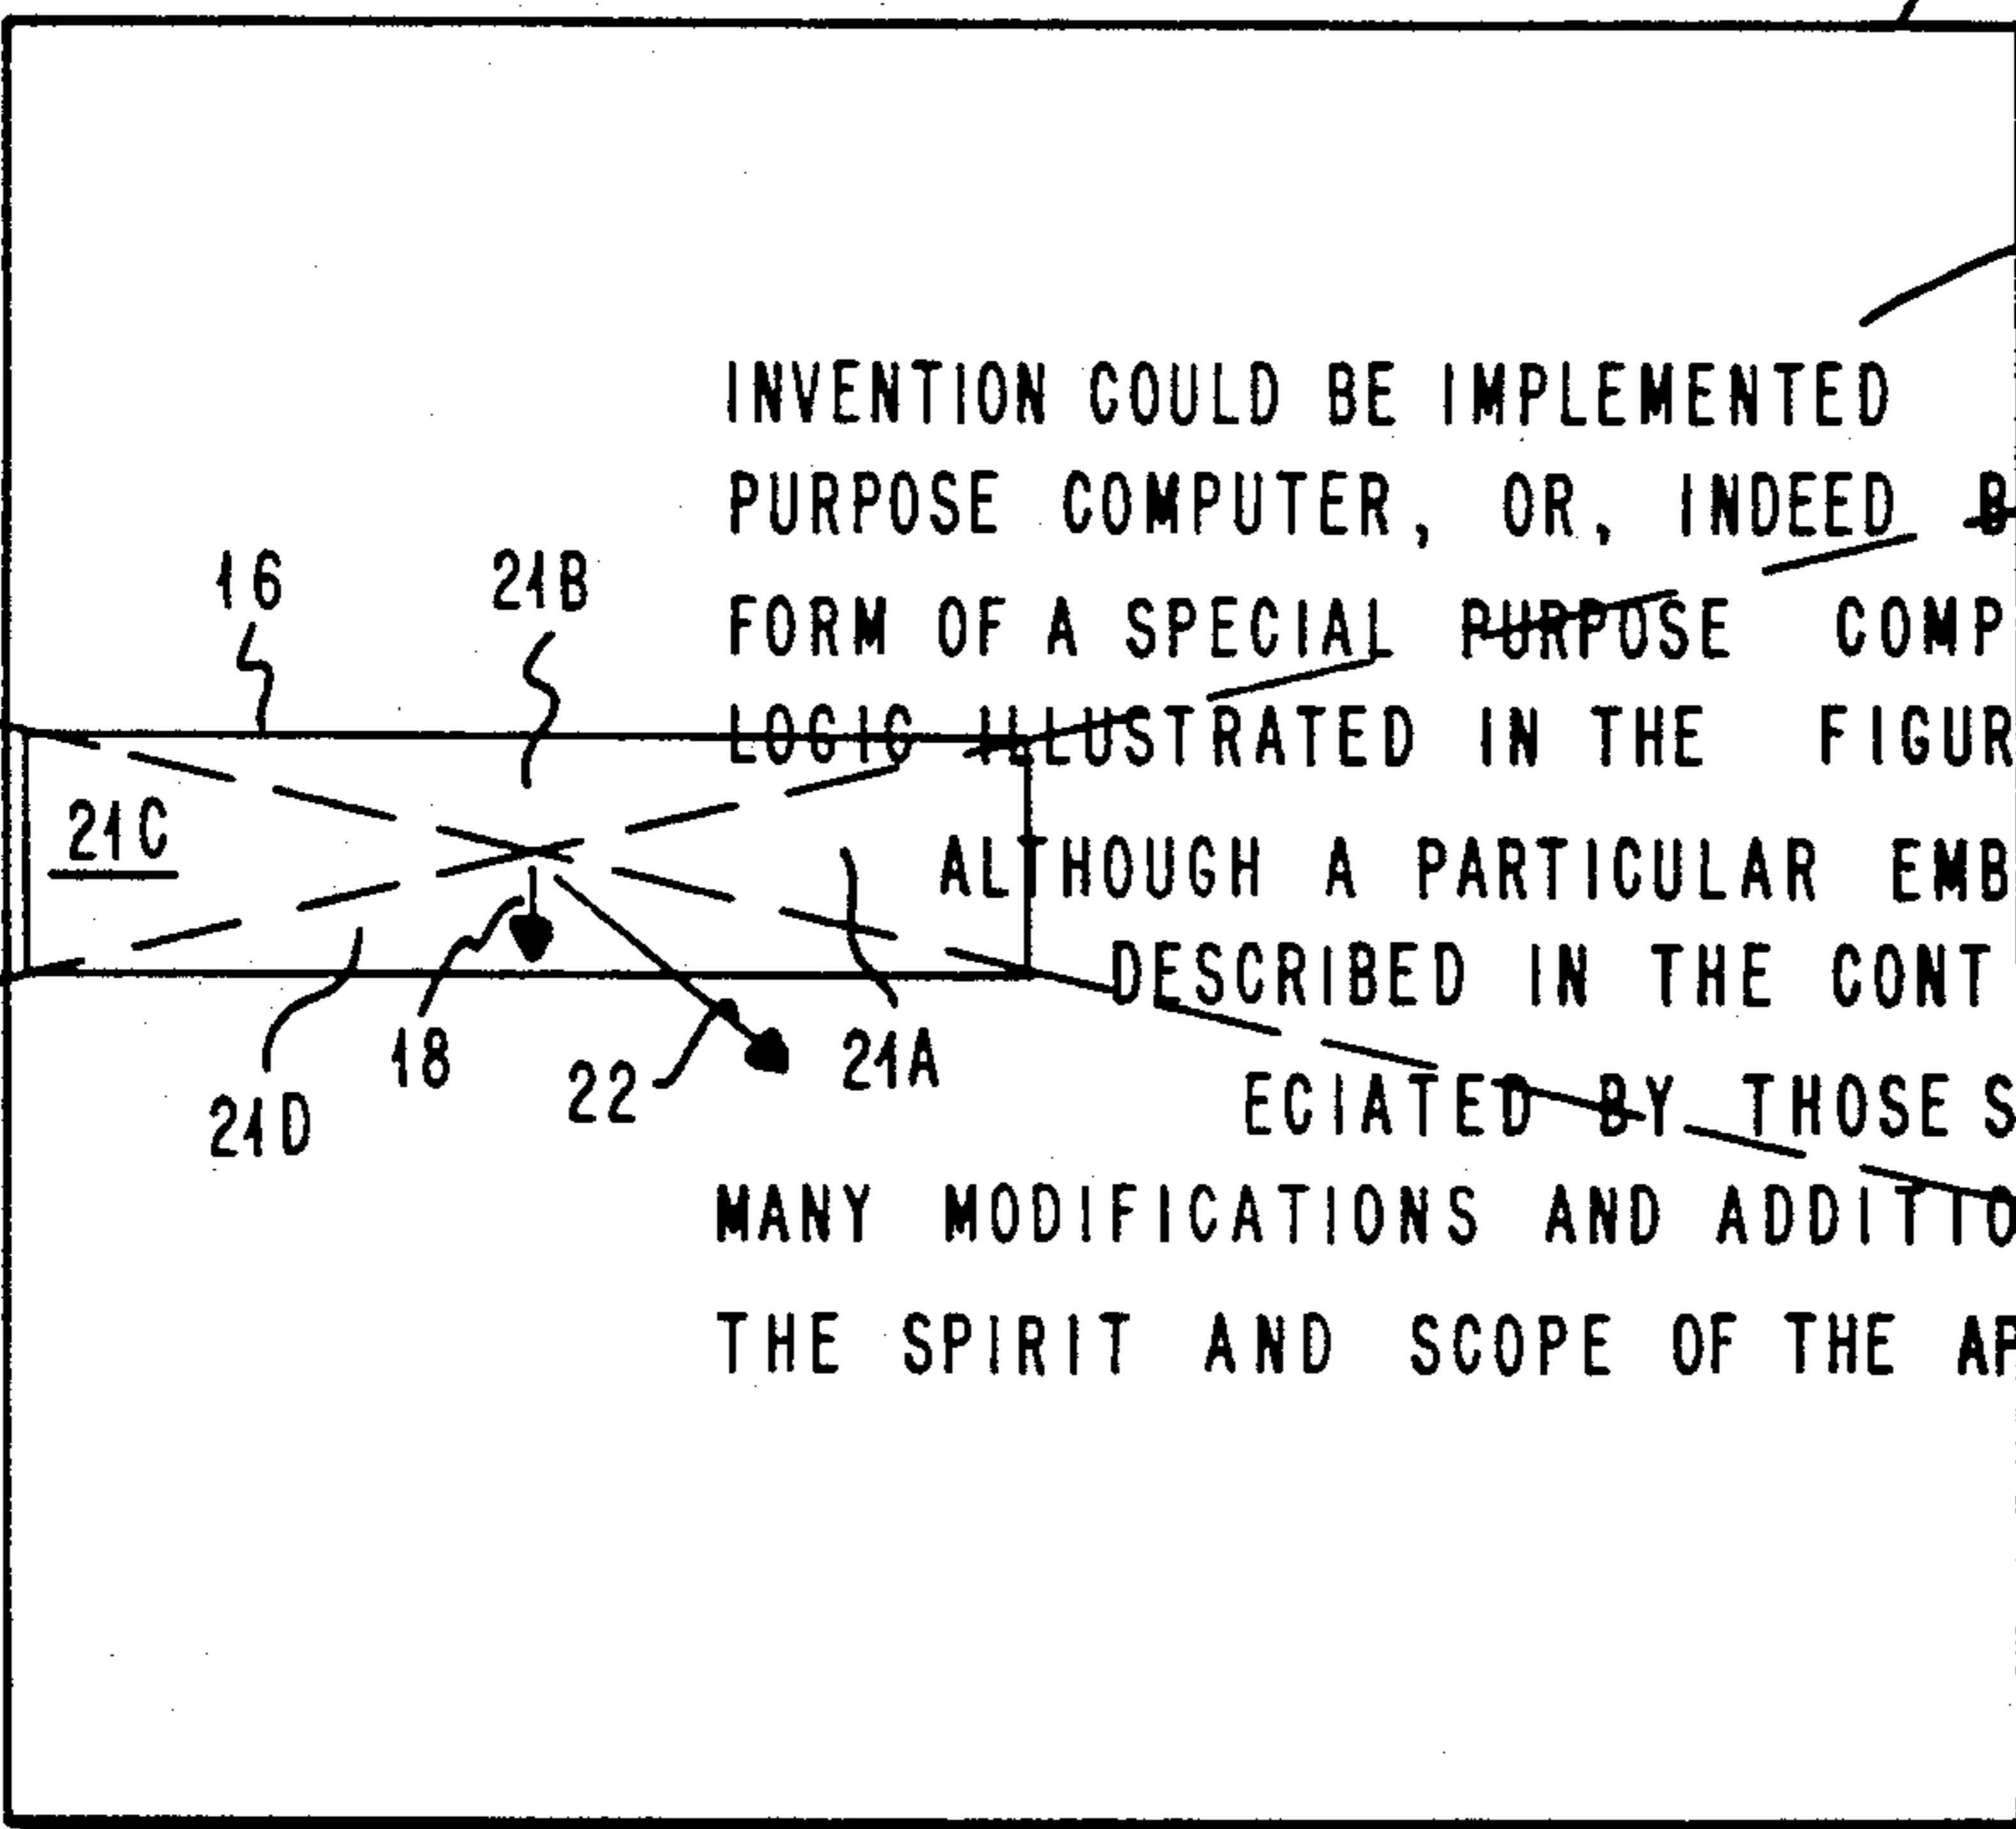 INVENTION COULD BE IMPLEMENTED
PURPOSE COMPUTER, OR, INDEED B
FORM OF A SPECIAL PURPOSE COMP
LOGIC ILLUSTRATED IN THE FIGUR
ALTHOUGH A PARTICULAR EMB
DESCRIBED IN THE CONT
ECIATED BY THOSE S
MANY MODIFICATIONS AND ADDITIO
THE SPIRIT AND SCOPE OF THE AP
16
21B
21C
18
22
21A
21D